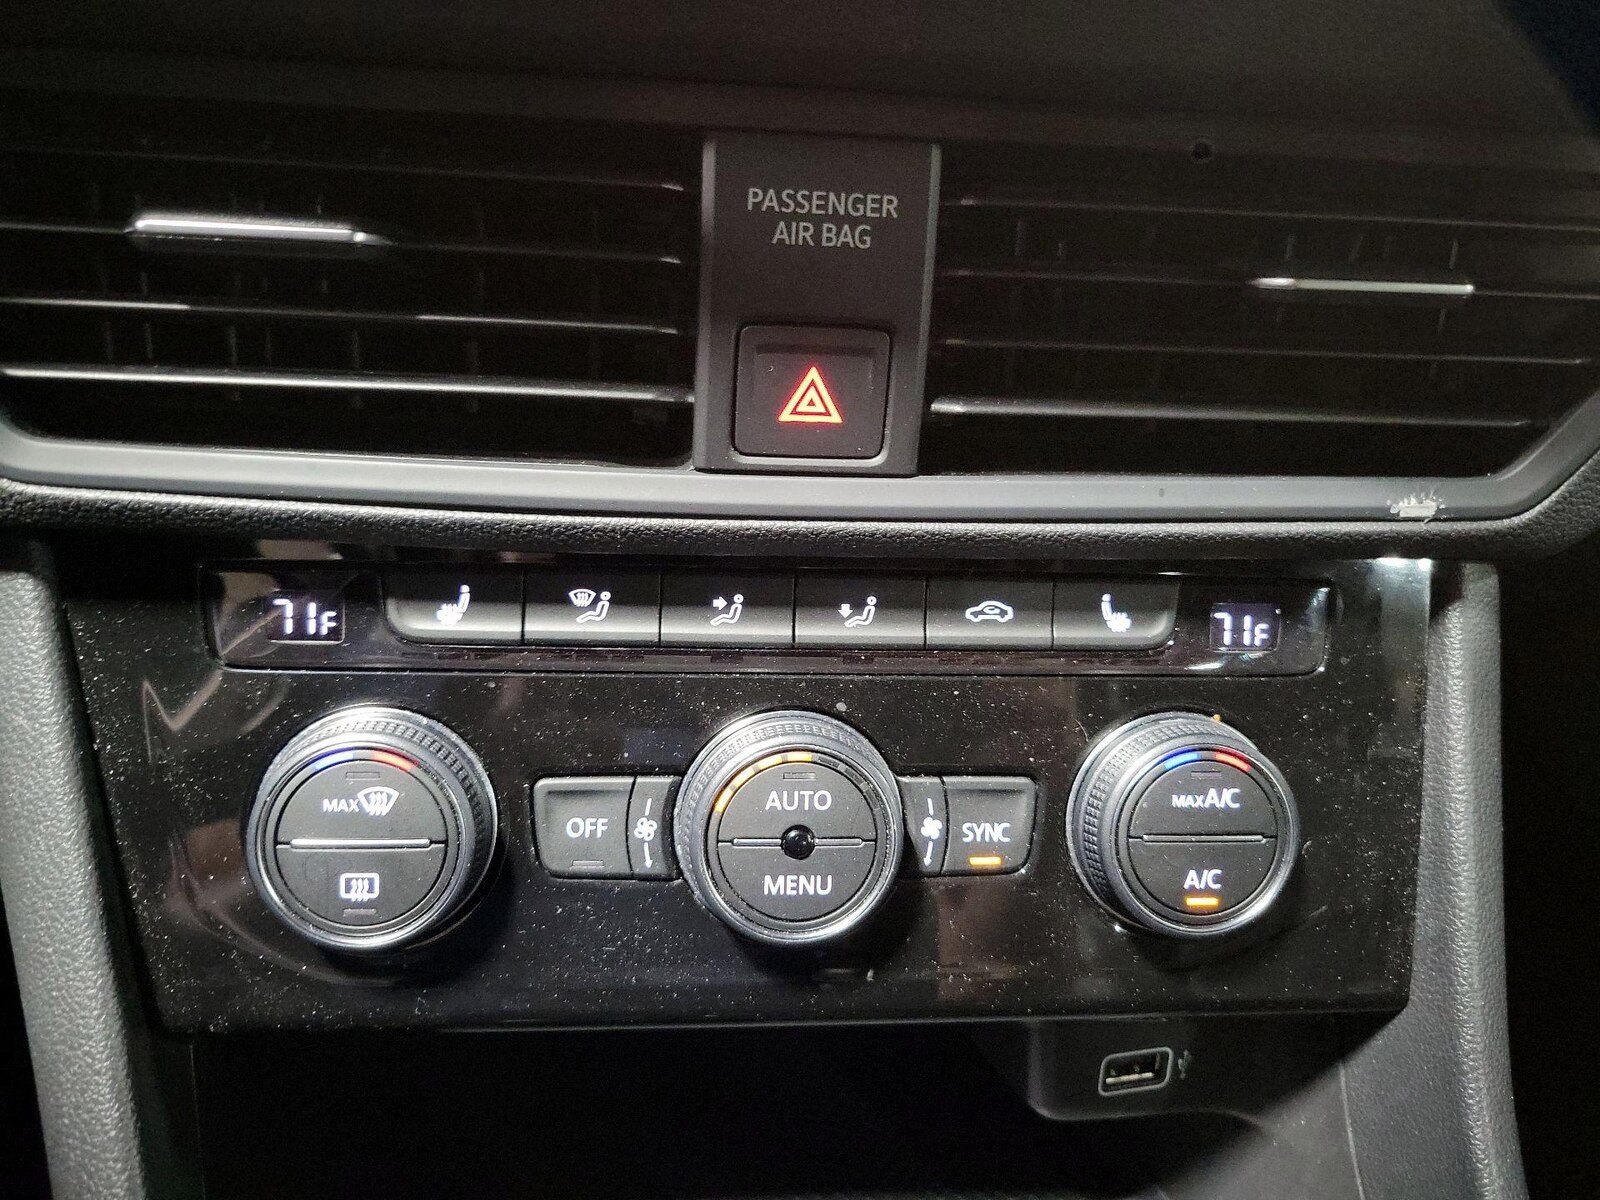 PASSENGER
AIR BAG
71F
71F
MAX
OFF
AUTO
MENU
SYNC
MAX A/C
A/C